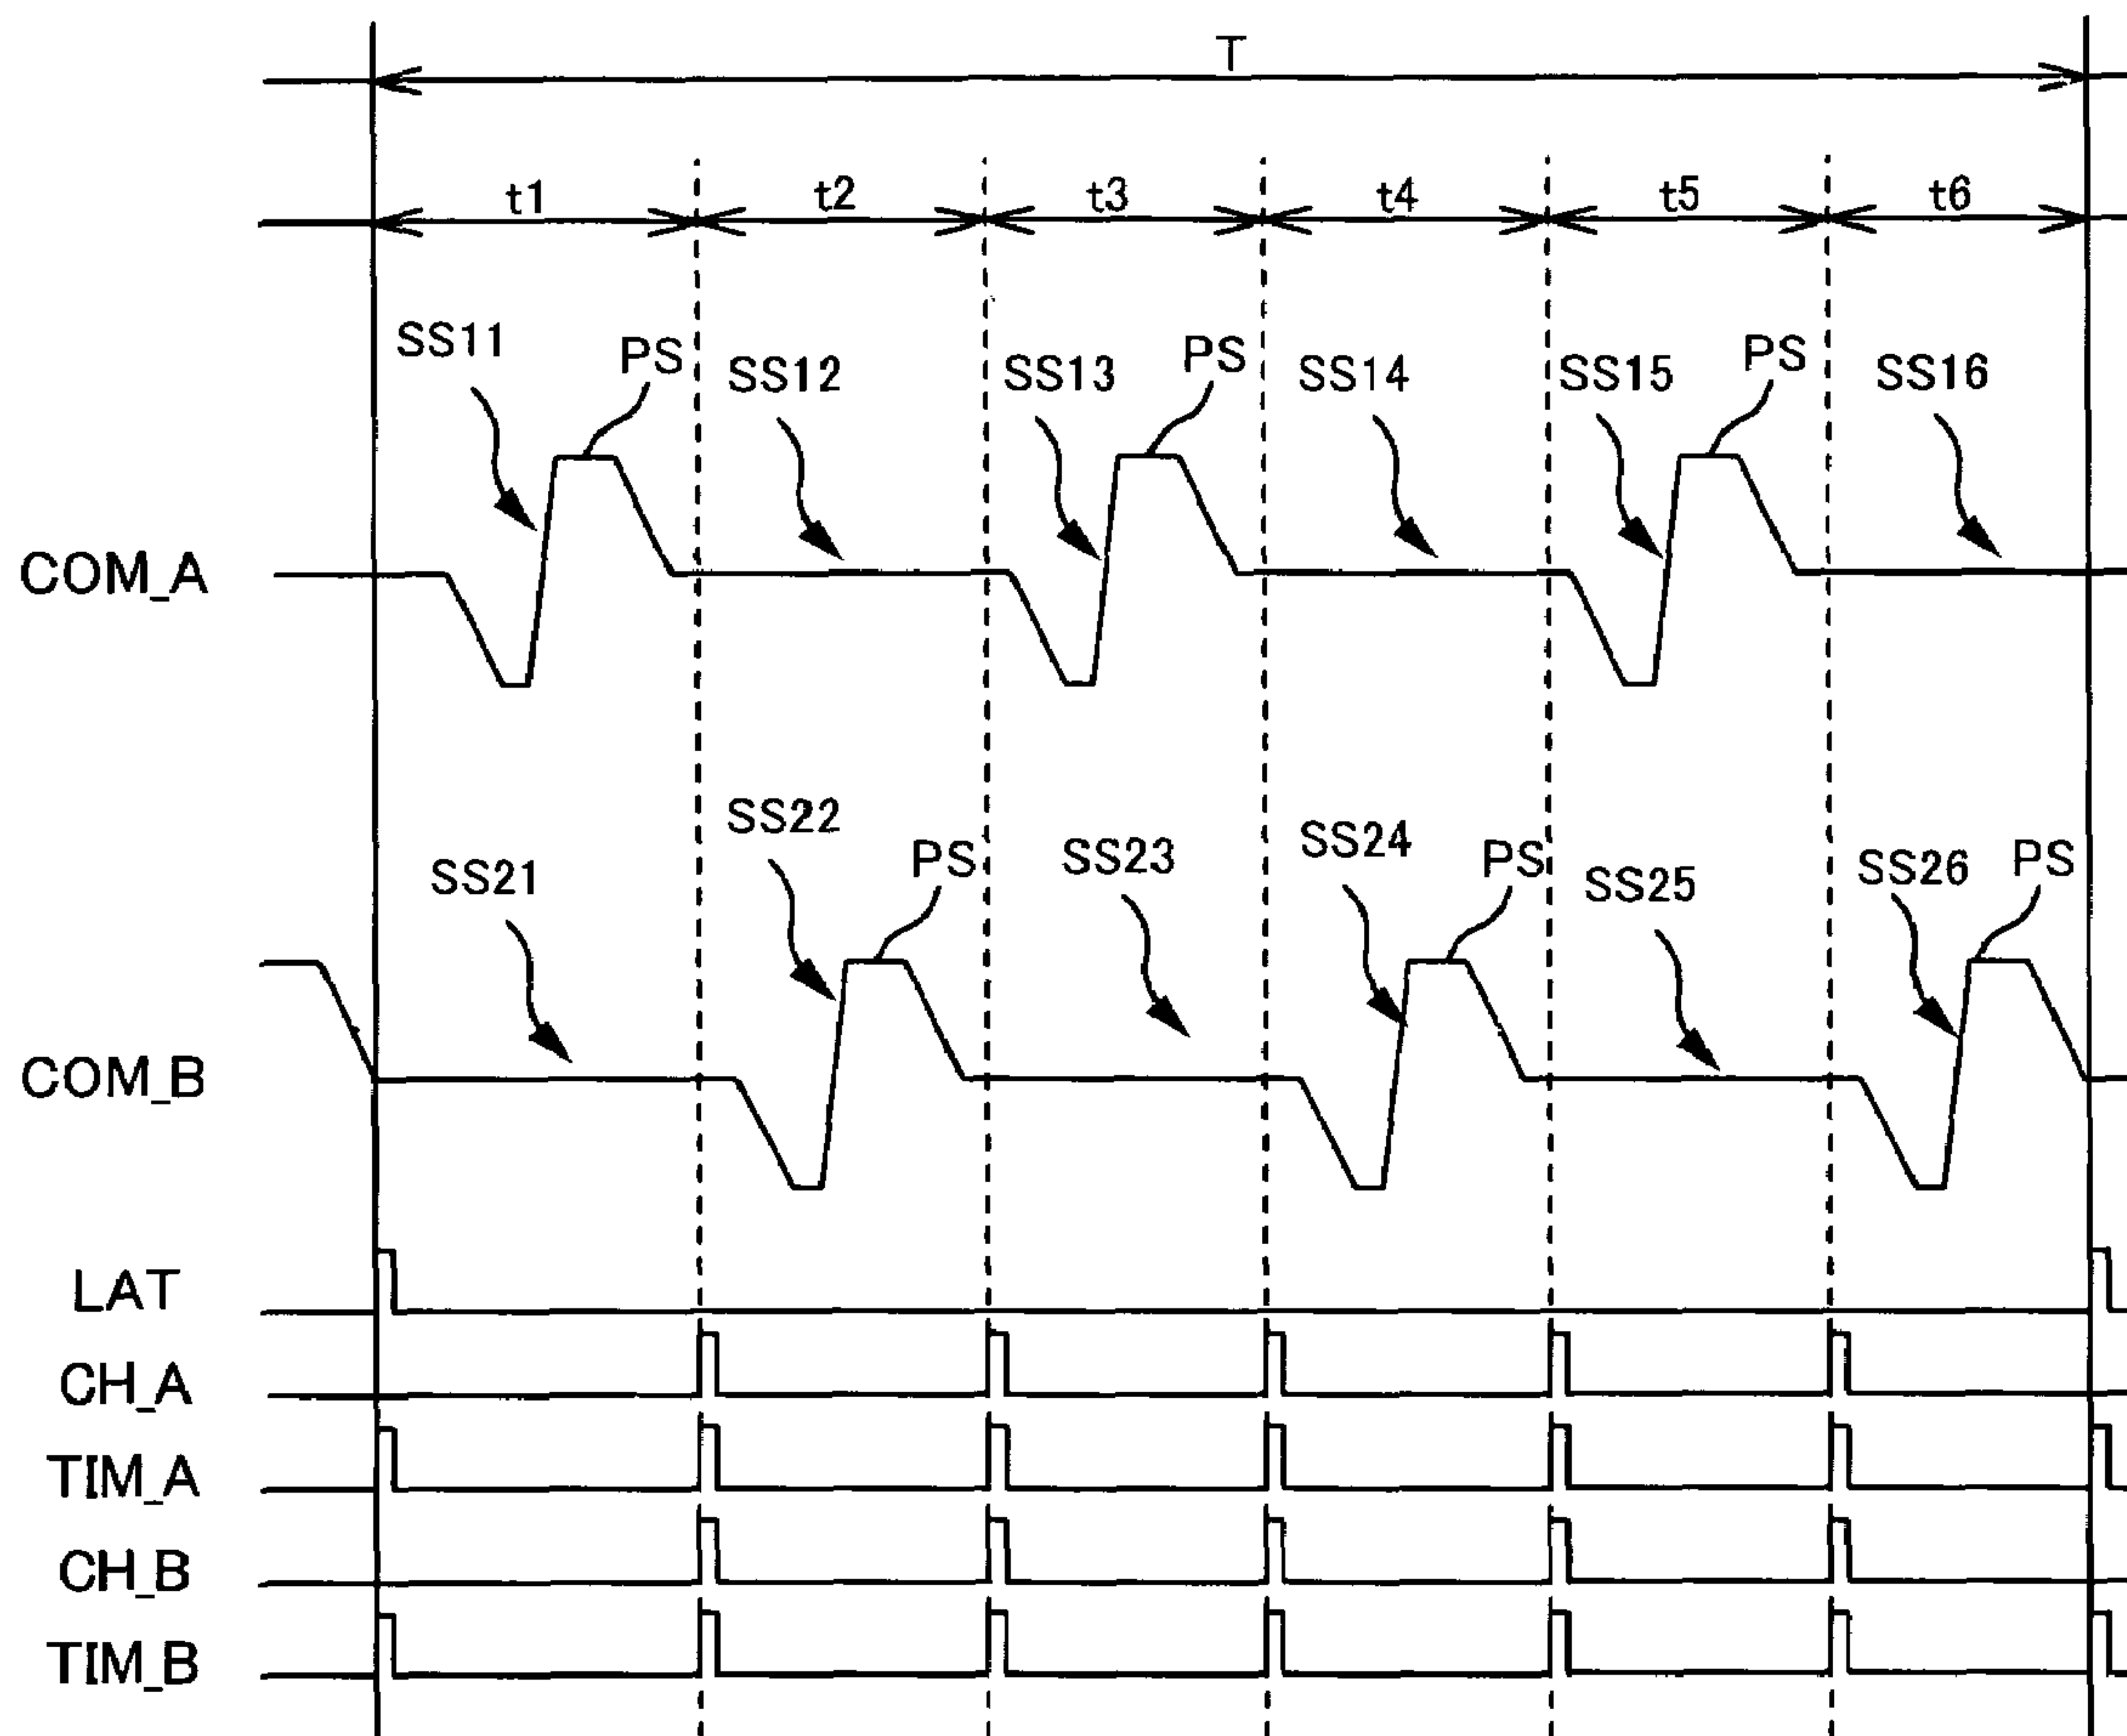 T
t1 t2 t3 t4 t5 t6
SS11 PS SS12 SS13 PS SS14 SS15 PS SS16
COM_A
SS21 SS22 PS SS23 SS24 PS SS25 SS26 PS
COM_B
LAT
CH_A
TIM_A
CH_B
TIM_B